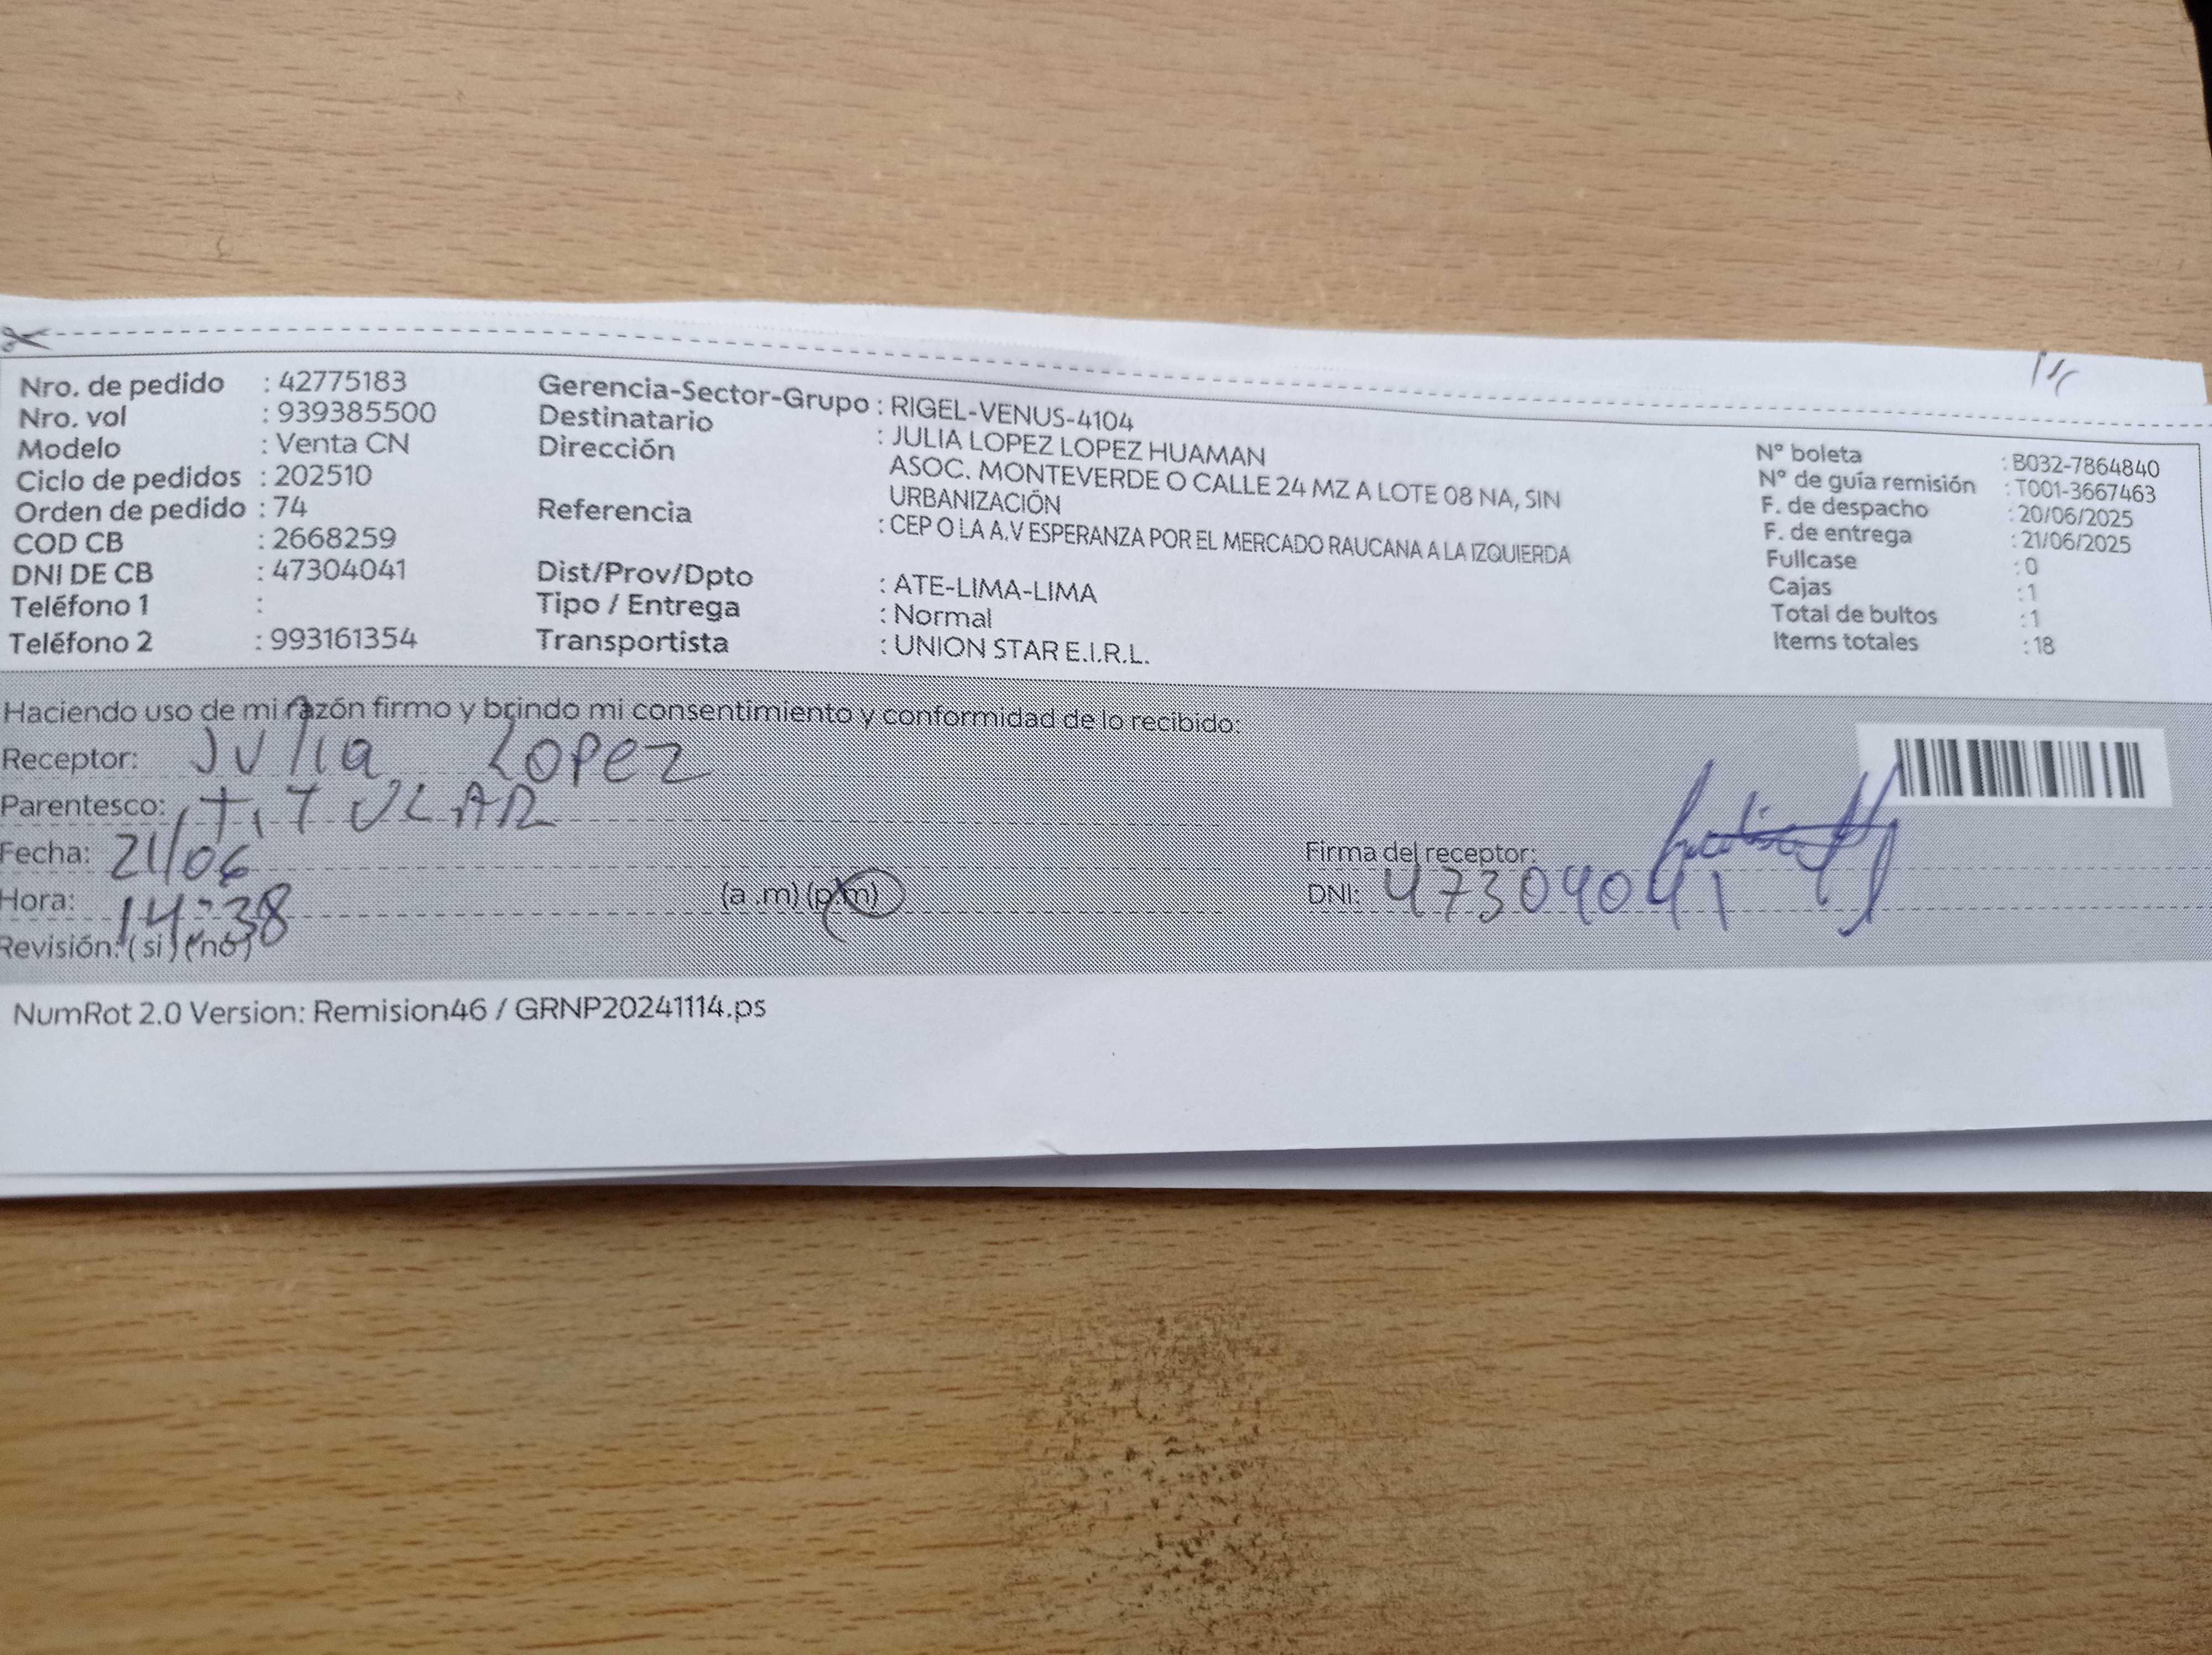 Nro. de pedido : 42775183
Nro. vol : 939385500
Modelo : Venta CN
Ciclo de pedidos : 202510
Orden de pedido : 74
COD CB : 2668259
DNI DE CB : 47304041
Teléfono 1 :
Teléfono 2 : 993161354
Gerencia-Sector-Grupo : RIGEL-VENUS-4104
Destinatario : JULIA LOPEZ LOPEZ HUAMAN
Dirección ASOC. MONTEVERDE O CALLE 24 MZ A LOTE 08 NA, SIN
URBANIZACIÓN
Referencia : CEP O LA A.V ESPERANZA POR EL MERCADO RAUCANA A LA IZQUIERDA
Dist/Prov/Dpto : ATE-LIMA-LIMA
Tipo / Entrega : Normal
Transportista : UNION STAR E.I.R.L.
N° boleta : B032-7864840
N° de guía remisión : T001-3667463
F. de despacho : 20/06/2025
F. de entrega : 21/06/2025
Fullcase : 0
Cajas : 1
Total de bultos : 1
Items totales : 18
Haciendo uso de mi razón firmo y brindo mi consentimiento y conformidad de lo recibido:
Receptor: Julia Lopez
Parentesco: TiTULAR
Fecha: 21/06
Hora: 14:38 (a .m) (p.m)
Revisión: ( si ) ( no )
Firma del receptor:
DNI: 47304041
NumRot 2.0 Version: Remision46 / GRNP20241114.ps